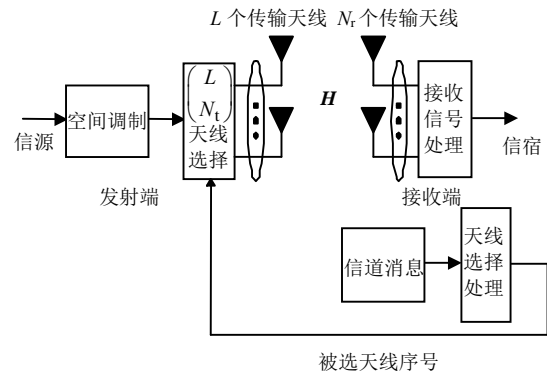 L 个传输天线 N_r 个传输天线
信源
空间调制
(L
N_t)
天线
选择
H
接收
信号
处理
信宿
发射端
接收端
信道消息
天线
选择
处理
被选天线序号